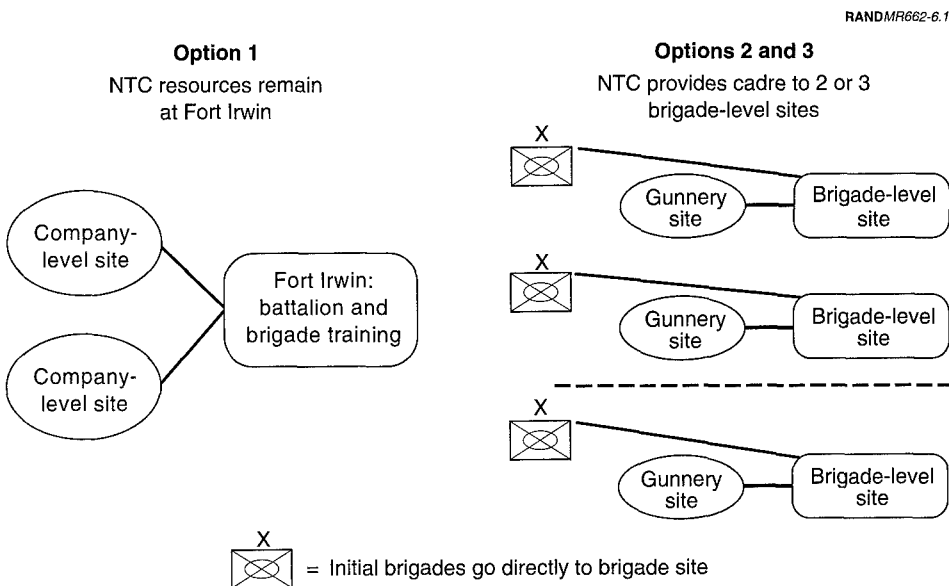 RANDMR662-6.1
Option 1
NTC resources remain
at Fort Irwin
Company-
level site
Company-
level site
Fort Irwin:
battalion and
brigade training
Options 2 and 3
NTC provides cadre to 2 or 3
brigade-level sites
X
Gunnery
site
Brigade-level
site
X
Gunnery
site
Brigade-level
site
X
Gunnery
site
Brigade-level
site
X
= Initial brigades go directly to brigade site